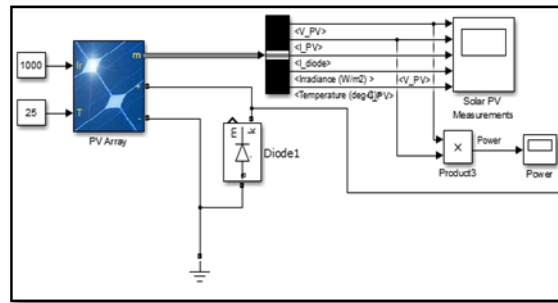 1000
Ir
m
+
25
T
-
PV Array
<V_PV>
<I_PV>
<I_diode>
<Irradiance (W/m2) >
<Temperature (deg
<V_PV>
Solar PV
Measurements
m
k
Diode1
×
Product3
Power
Power